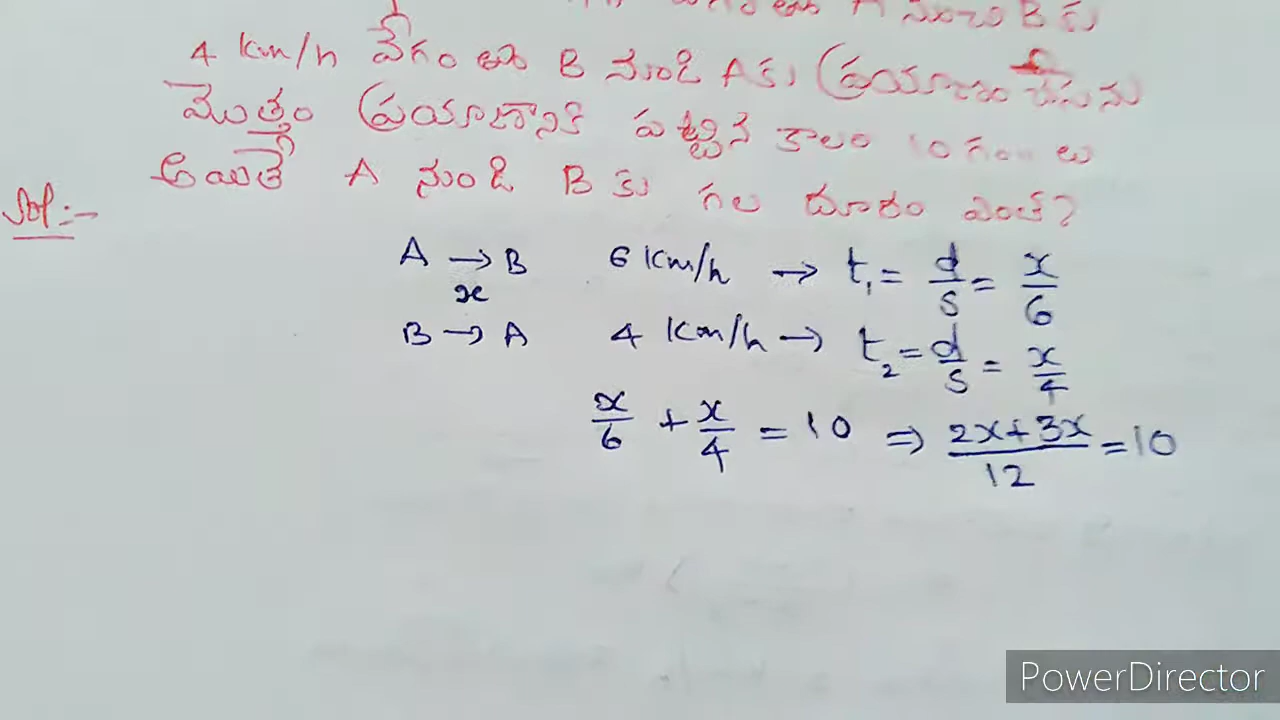 A నుండి B కు
4 Km/h వేగంతో B నుండి A కు ప్రయాణం చేసెను
మొత్తం ప్రయాణానికి పట్టిన కాలం 10 గం॥లు
అయితే A నుండి B కు గల దూరం ఎంత?
Sol:-
A → B 6 Km/h → t₁ = d/s = x/6
x
B → A 4 Km/h → t₂ = d/s = x/4
x/6 + x/4 = 10 ⇒ (2x+3x)/12 = 10
PowerDirector